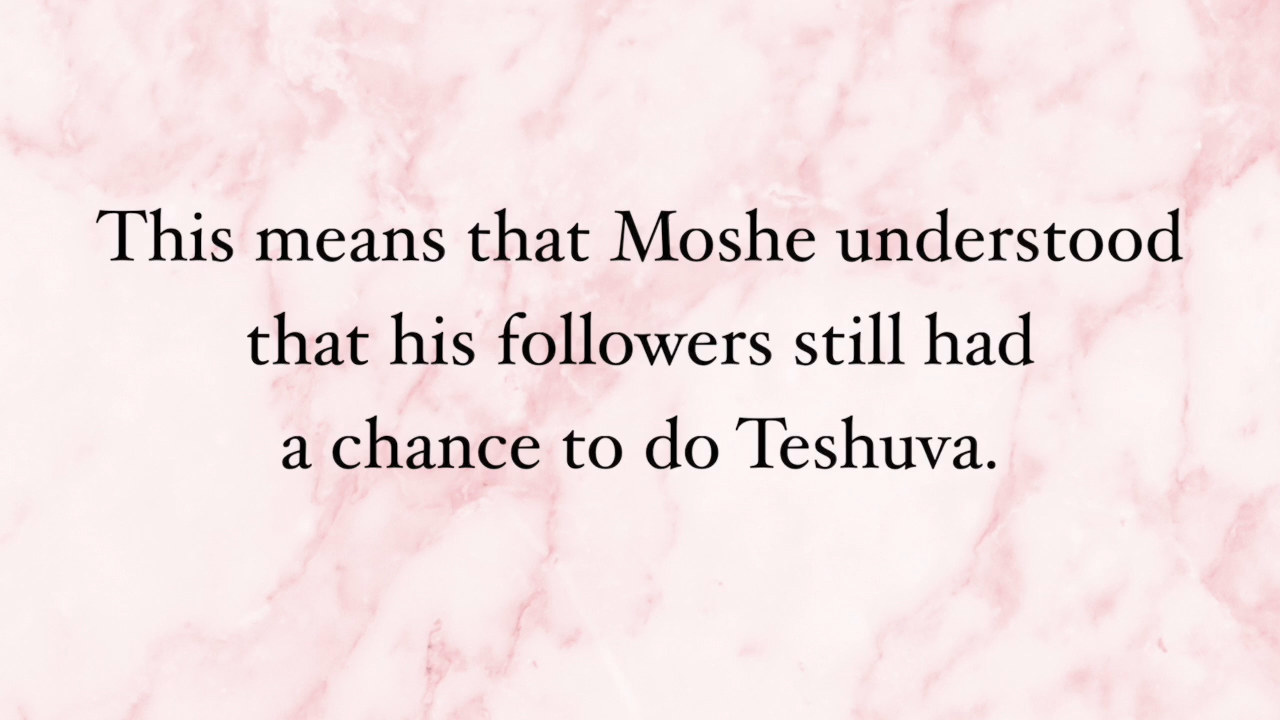 This means that Moshe understood
that his followers still had
a chance to do Teshuva.